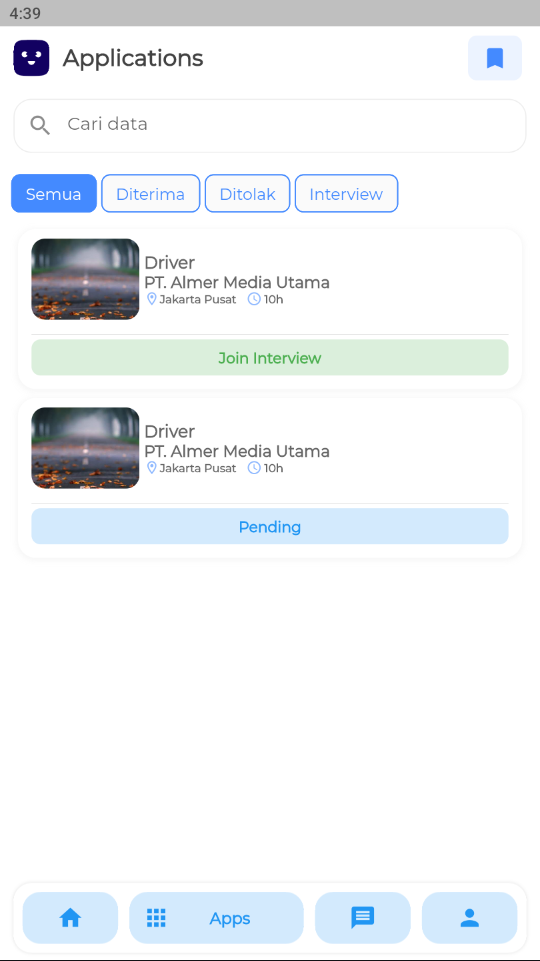 4:39
Applications
Cari data
Semua Diterima Ditolak Interview
Driver
PT. Almer Media Utama
Jakarta Pusat 10h
Join Interview
Driver
PT. Almer Media Utama
Jakarta Pusat 10h
Pending
Apps